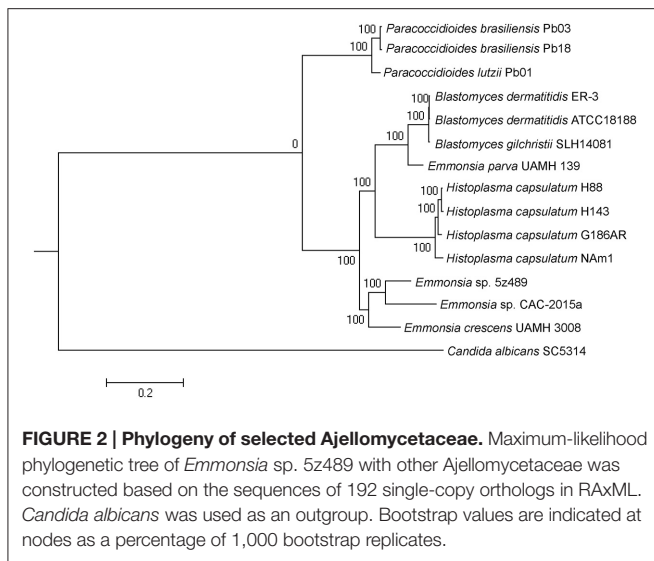 100
Paracoccidioides brasiliensis Pb03
100
Paracoccidioides brasiliensis Pb18
Paracoccidioides lutzii Pb01
100
Blastomyces dermatitidis ER-3
100
Blastomyces dermatitidis ATCC18188
100
Blastomyces gilchristii SLH14081
0
100
Emmonsia parva UAMH 139
100
Histoplasma capsulatum H88
100
Histoplasma capsulatum H143
Histoplasma capsulatum G186AR
100
100
Histoplasma capsulatum NAm1
100
Emmonsia sp. 5z489
Emmonsia sp. CAC-2015a
100
Emmonsia crescens UAMH 3008
Candida albicans SC5314
0.2
FIGURE 2 | Phylogeny of selected Ajellomycetaceae. Maximum-likelihood
phylogenetic tree of Emmonsia sp. 5z489 with other Ajellomycetaceae was
constructed based on the sequences of 192 single-copy orthologs in RAxML.
Candida albicans was used as an outgroup. Bootstrap values are indicated at
nodes as a percentage of 1,000 bootstrap replicates.